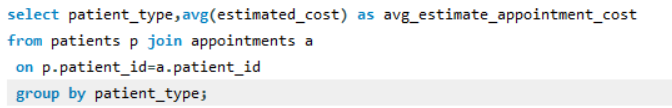 select patient_type,avg(estimated_cost) as avg_estimate_appointment_cost
from patients p join appointments a
on p.patient_id=a.patient_id
group by patient_type;